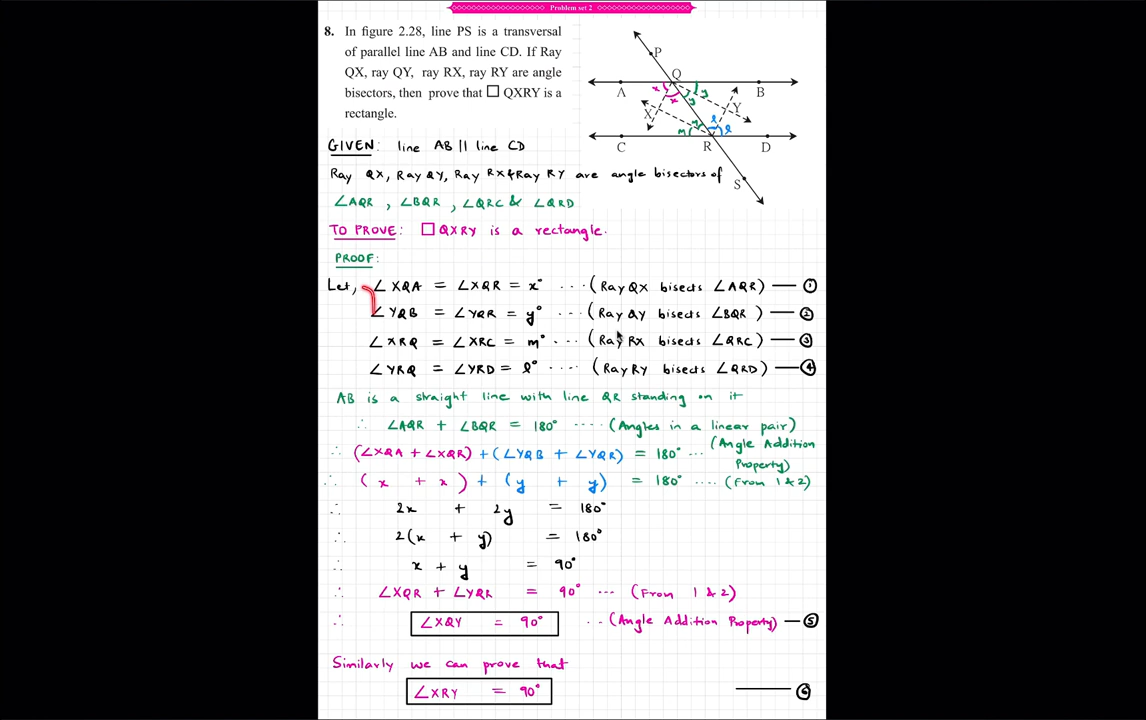 Problem set 2
8. In figure 2.28, line PS is a transversal
of parallel line AB and line CD. If Ray
QX, ray QY, ray RX, ray RY are angle
bisectors, then prove that □ QXRY is a
rectangle.
P
Q
A
B
x
x
y
y
X
Y
m
m
l
l
C
R
D
S
GIVEN: line AB || line CD
Ray QX, Ray QY, Ray RX & Ray RY are angle bisectors of
∠AQR , ∠BQR , ∠QRC & ∠QRD
TO PROVE: □ QXRY is a rectangle.
PROOF:
Let, ∠XQA = ∠XQR = x° ... (Ray QX bisects ∠AQR) — ①
∠YQB = ∠YQR = y° ... (Ray QY bisects ∠BQR) — ②
∠XRQ = ∠XRC = m° .... (Ray RX bisects ∠QRC) — ③
∠YRQ = ∠YRD = l° .... (Ray RY bisects ∠QRD) — ④
AB is a straight line with line QR standing on it
∴ ∠AQR + ∠BQR = 180° .... (Angles in a linear pair)
∴ (∠XQA + ∠XQR) + (∠YQB + ∠YQR) = 180° ... (Angle Addition Property)
∴ (x + x) + (y + y) = 180° .... (From 1 & 2)
∴ 2x + 2y = 180°
∴ 2(x + y) = 180°
∴ x + y = 90°
∴ ∠XQR + ∠YQR = 90° ... (From 1 & 2)
∴ ∠XQY = 90° .. (Angle Addition Property) — ⑤
Similarly we can prove that
∠XRY = 90° — ⑥